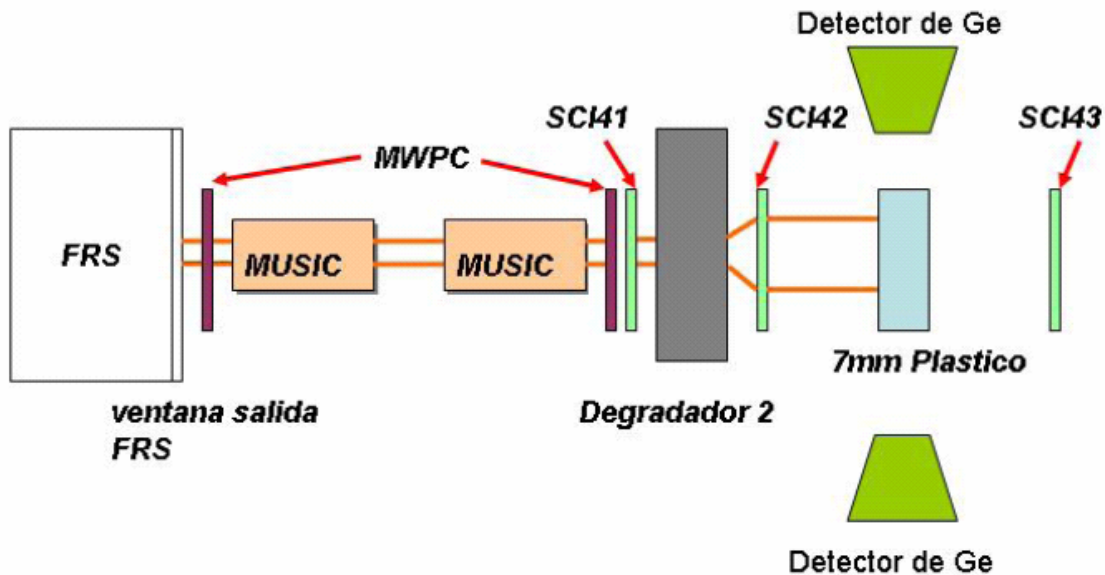 Detector de Ge
SCI41
SCI42
SCI43
MWPC
FRS
MUSIC
MUSIC
7mm Plastico
ventana salida
FRS
Degradador 2
Detector de Ge